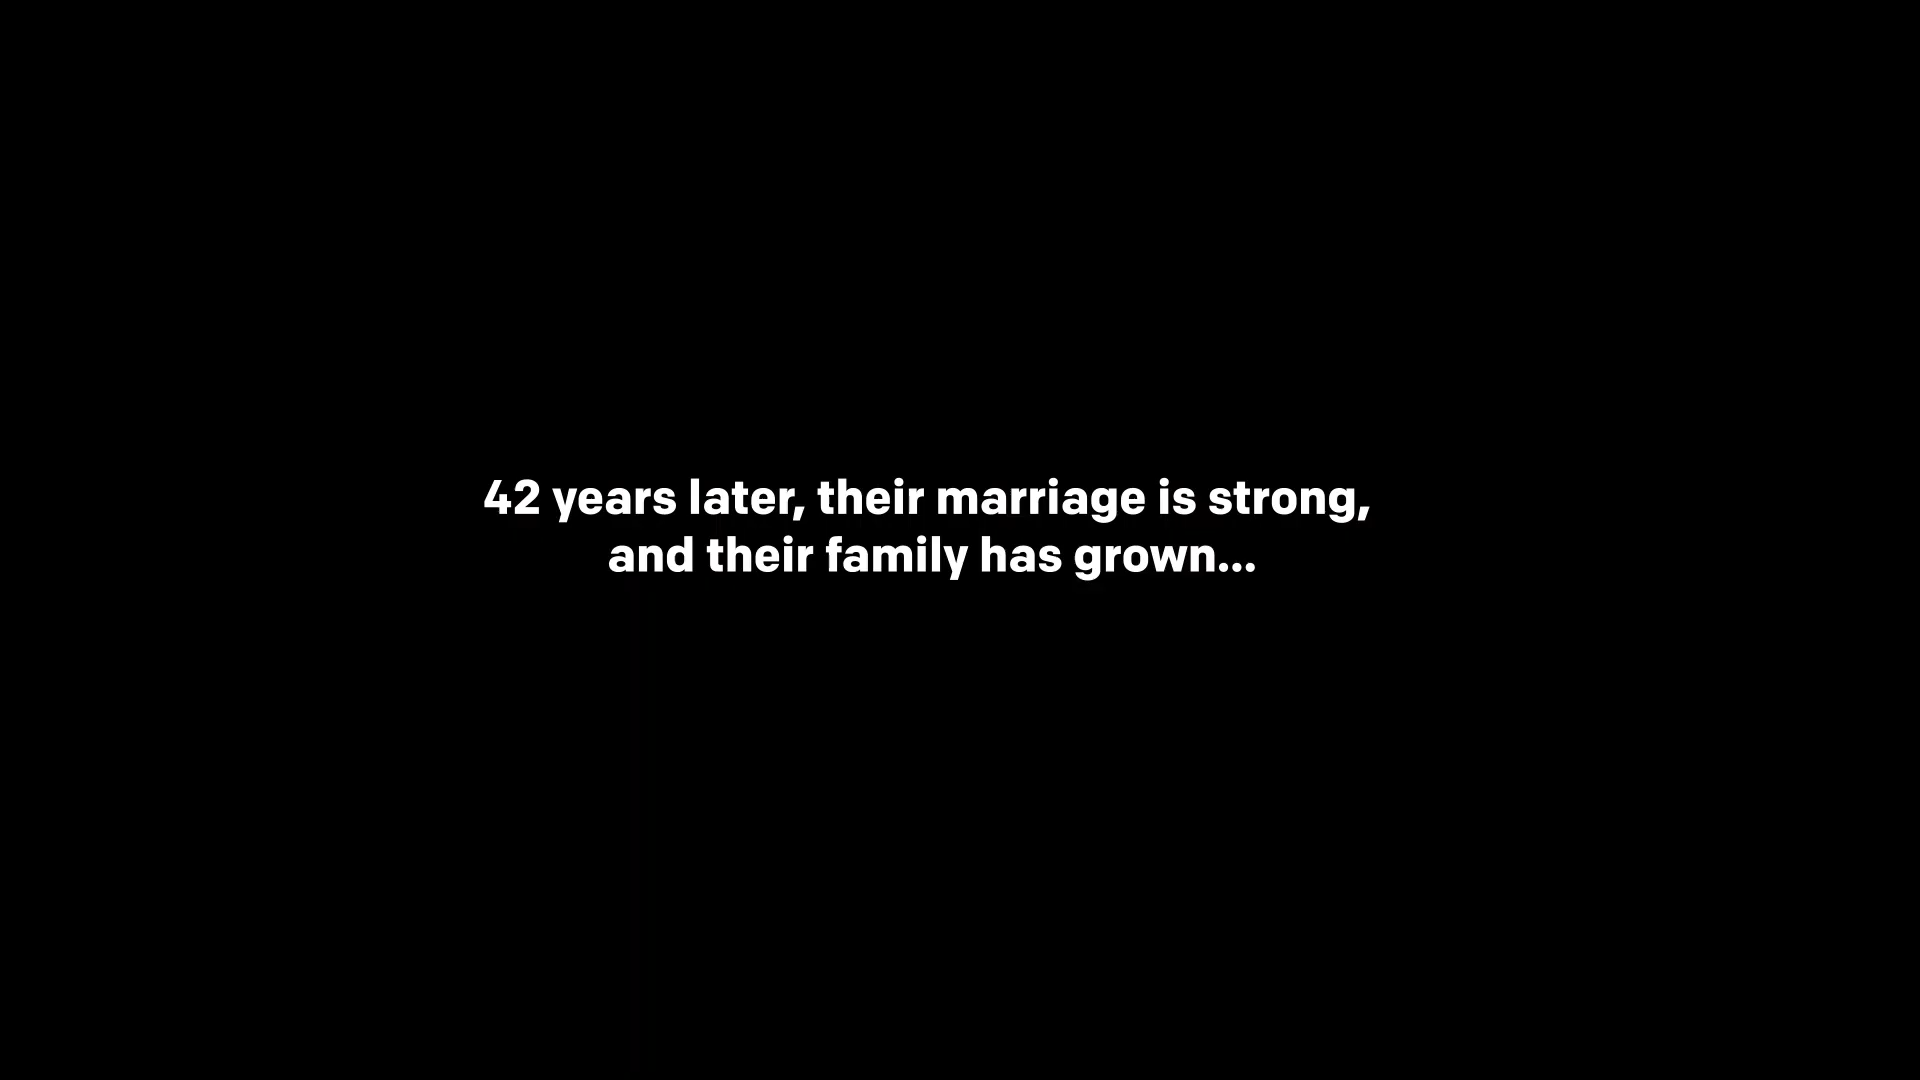 42 years later, their marriage is strong,
and their family has grown...